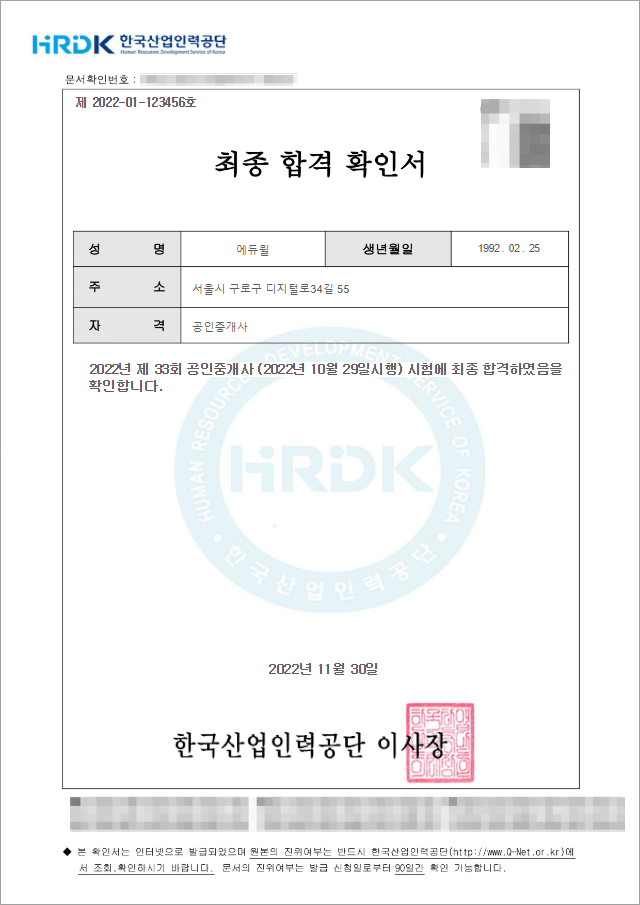 HRDK 한국산업인력공단
Human Resources Development Service of Korea
문서확인번호 :
제 2022-01-123456호
최종 합격 확인서
성 명 에듀윌 생년월일 1992. 02. 25
주 소 서울시 구로구 디지털로34길 55
자 격 공인중개사
2022년 제 33회 공인중개사 (2022년 10월 29일시행) 시험에 최종 합격하였음을
확인합니다.
HUMAN RESOURCES DEVELOPMENT SERVICE OF KOREA
HRDK
한국산업인력공단
2022년 11월 30일
한국산업인력공단 이사장
◆ 본 확인서는 인터넷으로 발급되었으며 원본의 진위여부는 반드시 한국산업인력공단(http://www.Q-Net.or.kr)에
서 조회,확인하시기 바랍니다. 문서의 진위여부는 발급 신청일로부터 90일간 확인 가능합니다.